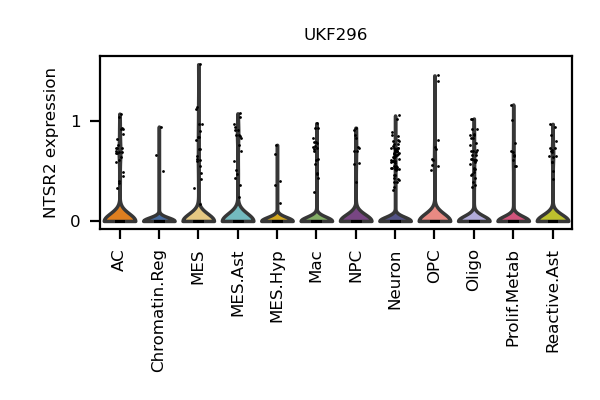 UKF296
NTSR2 expression
1
0
AC
Chromatin.Reg
MES
MES.Ast
MES.Hyp
Mac
NPC
Neuron
OPC
Oligo
Prolif.Metab
Reactive.Ast